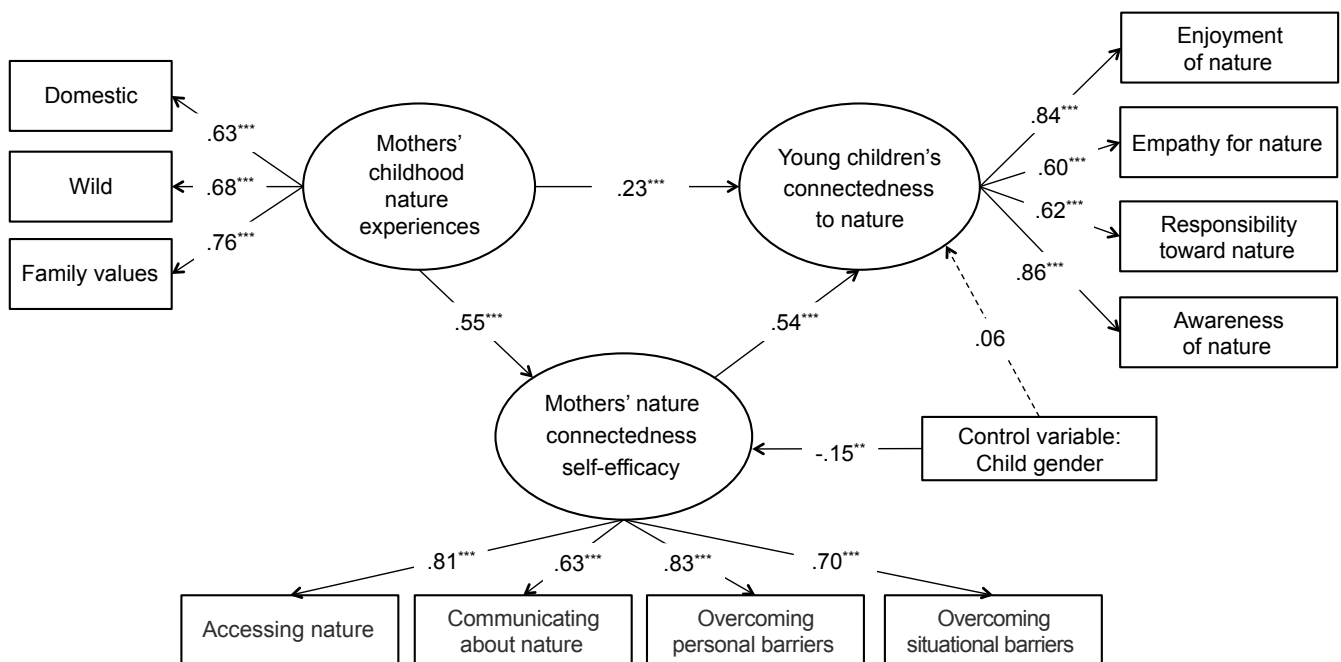 Domestic
Wild
Family values
.63***
.68***
.76***
Mothers’
childhood
nature
experiences
.23***
Young children’s
connectedness
to nature
.84***
.60***
.62***
.86***
Enjoyment
of nature
Empathy for nature
Responsibility
toward nature
Awareness
of nature
.55***
.54***
.06
Mothers’ nature
connectedness
self-efficacy
-.15**
Control variable:
Child gender
.81***
.63***
.83***
.70***
Accessing nature
Communicating
about nature
Overcoming
personal barriers
Overcoming
situational barriers